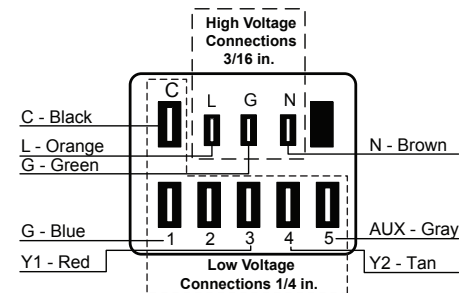 High Voltage
Connections
3/16 in.
C
L G N
C - Black
L - Orange
G - Green
N - Brown
G - Blue
Y1 - Red
1 2 3 4 5
AUX - Gray
Y2 - Tan
Low Voltage
Connections 1/4 in.